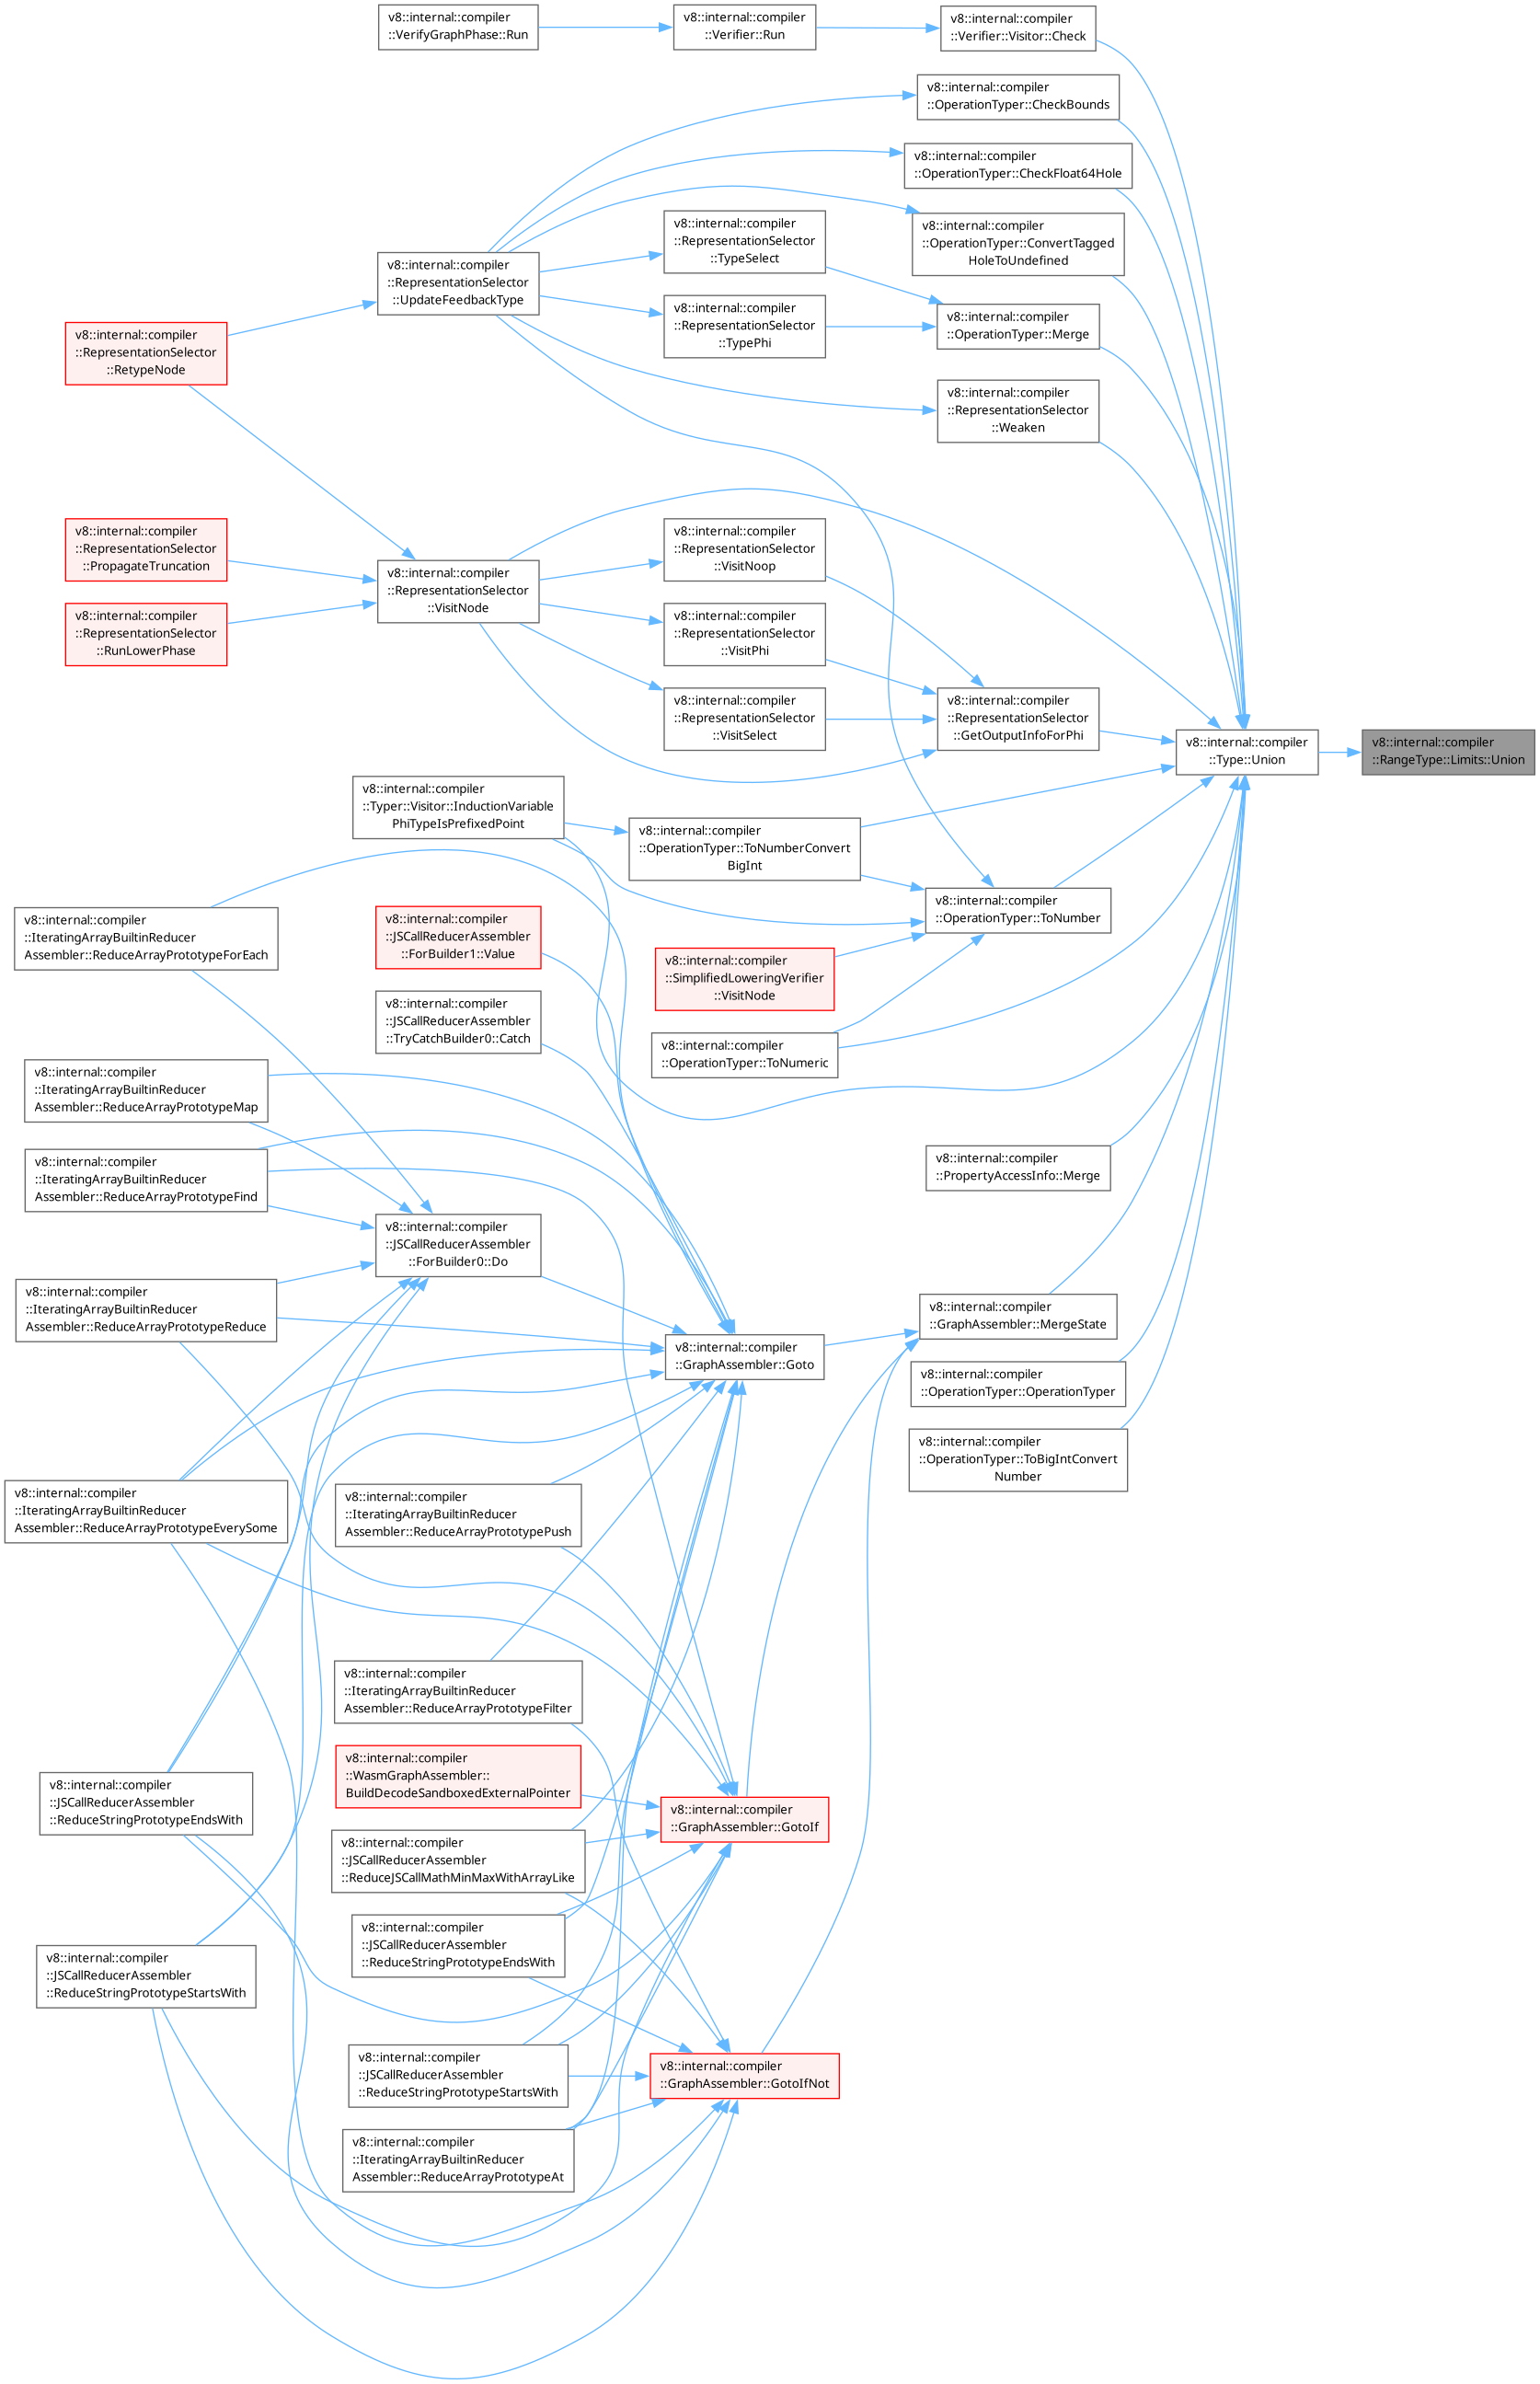 v8::internal::compiler
::VerifyGraphPhase::Run
v8::internal::compiler
::Verifier::Run
v8::internal::compiler
::Verifier::Visitor::Check
v8::internal::compiler
::OperationTyper::CheckBounds
v8::internal::compiler
::OperationTyper::CheckFloat64Hole
v8::internal::compiler
::RepresentationSelector
::TypeSelect
v8::internal::compiler
::OperationTyper::ConvertTagged
HoleToUndefined
v8::internal::compiler
::RepresentationSelector
::UpdateFeedbackType
v8::internal::compiler
::RepresentationSelector
::TypePhi
v8::internal::compiler
::OperationTyper::Merge
v8::internal::compiler
::RepresentationSelector
::RetypeNode
v8::internal::compiler
::RepresentationSelector
::Weaken
v8::internal::compiler
::RepresentationSelector
::PropagateTruncation
v8::internal::compiler
::RepresentationSelector
::VisitNoop
v8::internal::compiler
::RepresentationSelector
::VisitNode
v8::internal::compiler
::RepresentationSelector
::RunLowerPhase
v8::internal::compiler
::RepresentationSelector
::VisitPhi
v8::internal::compiler
::RepresentationSelector
::VisitSelect
v8::internal::compiler
::RepresentationSelector
::GetOutputInfoForPhi
v8::internal::compiler
::Type::Union
v8::internal::compiler
::RangeType::Limits::Union
v8::internal::compiler
::Typer::Visitor::InductionVariable
PhiTypeIsPrefixedPoint
v8::internal::compiler
::OperationTyper::ToNumberConvert
BigInt
v8::internal::compiler
::OperationTyper::ToNumber
v8::internal::compiler
::IteratingArrayBuiltinReducer
Assembler::ReduceArrayPrototypeForEach
v8::internal::compiler
::JSCallReducerAssembler
::ForBuilder1::Value
v8::internal::compiler
::SimplifiedLoweringVerifier
::VisitNode
v8::internal::compiler
::JSCallReducerAssembler
::TryCatchBuilder0::Catch
v8::internal::compiler
::OperationTyper::ToNumeric
v8::internal::compiler
::IteratingArrayBuiltinReducer
Assembler::ReduceArrayPrototypeMap
v8::internal::compiler
::IteratingArrayBuiltinReducer
Assembler::ReduceArrayPrototypeFind
v8::internal::compiler
::PropertyAccessInfo::Merge
v8::internal::compiler
::JSCallReducerAssembler
::ForBuilder0::Do
v8::internal::compiler
::IteratingArrayBuiltinReducer
Assembler::ReduceArrayPrototypeReduce
v8::internal::compiler
::GraphAssembler::MergeState
v8::internal::compiler
::GraphAssembler::Goto
v8::internal::compiler
::OperationTyper::OperationTyper
v8::internal::compiler
::OperationTyper::ToBigIntConvert
Number
v8::internal::compiler
::IteratingArrayBuiltinReducer
Assembler::ReduceArrayPrototypeEverySome
v8::internal::compiler
::IteratingArrayBuiltinReducer
Assembler::ReduceArrayPrototypePush
v8::internal::compiler
::IteratingArrayBuiltinReducer
Assembler::ReduceArrayPrototypeFilter
v8::internal::compiler
::WasmGraphAssembler::
BuildDecodeSandboxedExternalPointer
v8::internal::compiler
::JSCallReducerAssembler
::ReduceStringPrototypeEndsWith
v8::internal::compiler
::GraphAssembler::GotoIf
v8::internal::compiler
::JSCallReducerAssembler
::ReduceJSCallMathMinMaxWithArrayLike
v8::internal::compiler
::JSCallReducerAssembler
::ReduceStringPrototypeEndsWith
v8::internal::compiler
::JSCallReducerAssembler
::ReduceStringPrototypeStartsWith
v8::internal::compiler
::JSCallReducerAssembler
::ReduceStringPrototypeStartsWith
v8::internal::compiler
::GraphAssembler::GotoIfNot
v8::internal::compiler
::IteratingArrayBuiltinReducer
Assembler::ReduceArrayPrototypeAt